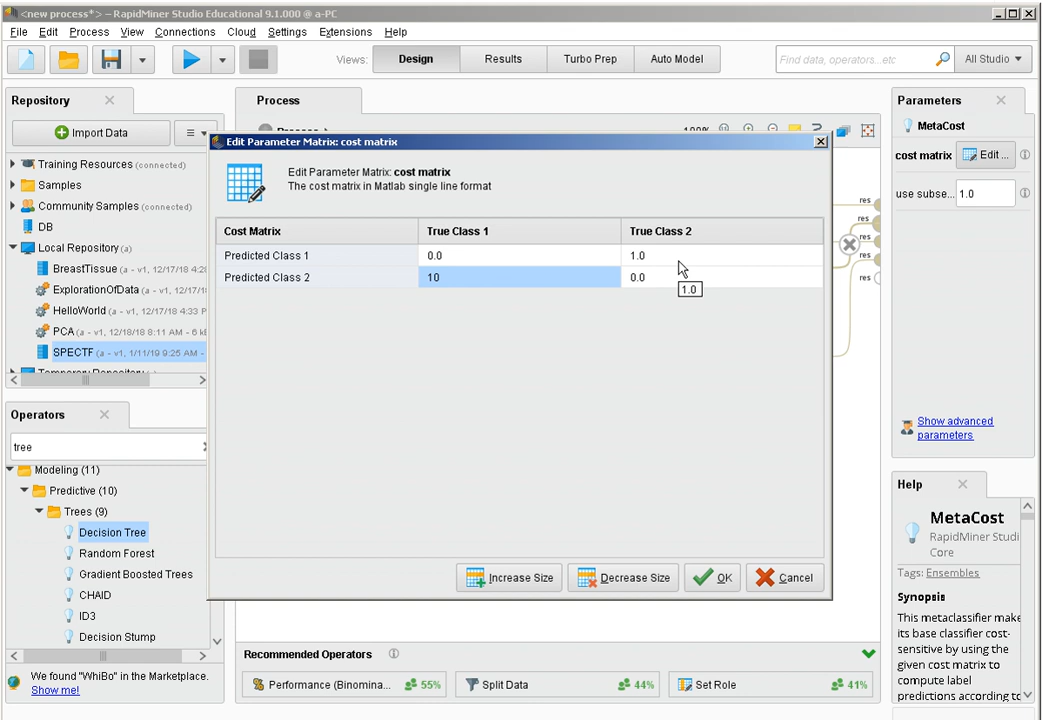 <new process*> – RapidMiner Studio Educational 9.1.000 @ a-PC
File Edit Process View Connections Cloud Settings Extensions Help
Views: Design Results Turbo Prep Auto Model Find data, operators...etc All Studio
Repository
Import Data
Training Resources (connected)
Samples
Community Samples (connected)
DB
Local Repository (a)
BreastTissue (a - v1, 12/17/18 4:2
ExplorationOfData (a - v1,
HelloWorld (a - v1, 12/17/18 4:33 P
PCA (a - v1, 12/18/18 8:11 AM - 6 k
SPECTF (a - v1, 1/11/19 9:25 AM -
Operators
tree
Modeling (11)
Predictive (10)
Trees (9)
Decision Tree
Random Forest
Gradient Boosted Trees
CHAID
ID3
Decision Stump
We found "WhiBo" in the Marketplace.
Show me!
Process
Process
100%
Edit Parameter Matrix: cost matrix
Edit Parameter Matrix: cost matrix
The cost matrix in Matlab single line format
Cost Matrix True Class 1 True Class 2
Predicted Class 1 0.0 1.0
Predicted Class 2 10 0.0
1.0
Increase Size Decrease Size OK Cancel
res
res
res
res
res
Recommended Operators
Performance (Binomina... 55% Split Data 44% Set Role 41%
Parameters
MetaCost
cost matrix Edit ...
use subse... 1.0
Show advanced
parameters
Help
MetaCost
RapidMiner Studi
Core
Tags: Ensembles
Synopsis
This metaclassifier make
its base classifier cost-
sensitive by using the
given cost matrix to
compute label
predictions according to